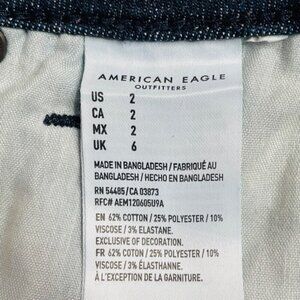 AMERICAN EAGLE
OUTFITTERS
US 2
CA 2
MX 2
UK 6
MADE IN BANGLADESH / FABRIQUÉ AU
BANGLADESH / HECHO EN BANGLADESH
RN 54485/CA 03873
RFC# AEM120605U9A
EN 62% COTTON / 25% POLYESTER / 10%
VISCOSE / 3% ELASTANE.
EXCLUSIVE OF DECORATION.
FR 62% COTON / 25% POLYESTER / 10%
VISCOSE / 3% ÉLASTHANNE.
À L'EXCEPTION DE LA GARNITURE.